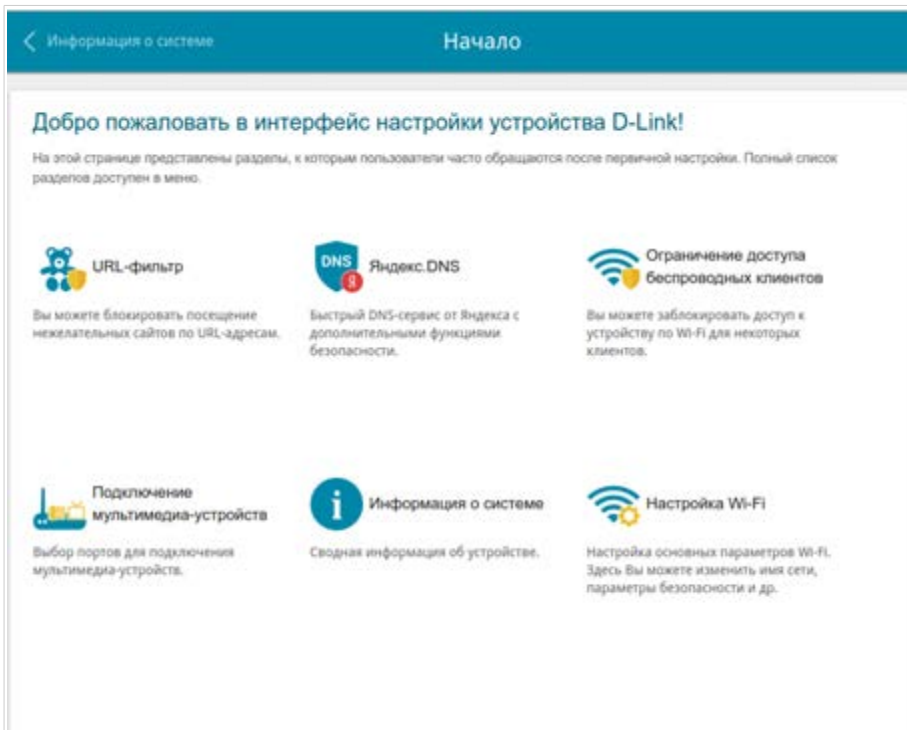 Информация о системе
Начало
Добро пожаловать в интерфейс настройки устройства D-Link!
На этой странице представлены разделы, к которым пользователи часто обращаются после первичной настройки. Полный список
разделов доступен в меню.
URL-фильтр
Вы можете блокировать посещение
нежелательных сайтов по URL-адресам.
DNS
Я
Яндекс.DNS
Быстрый DNS-сервис от Яндекса с
дополнительными функциями
безопасности.
Ограничение доступа
беспроводных клиентов
Вы можете заблокировать доступ к
устройству по Wi-Fi для некоторых
клиентов.
Подключение
мультимедиа-устройств
Выбор портов для подключения
мультимедиа-устройств.
i
Информация о системе
Сводная информация об устройстве.
Настройка Wi-Fi
Настройка основных параметров Wi-Fi.
Здесь Вы можете изменить имя сети,
параметры безопасности и др.